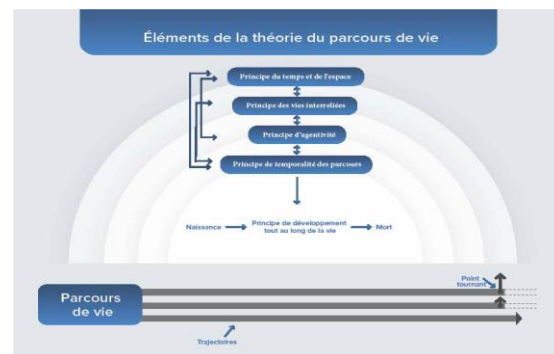 Éléments de la théorie du parcours de vie
Principe du temps et de l'espace
Principe des vies interreliées
Principe d'agentivité
Principe de temporalité des parcours
Naissance
Principe de développement
tout au long de la vie
Mort
Point
tournant
Parcours
de vie
Trajectoires